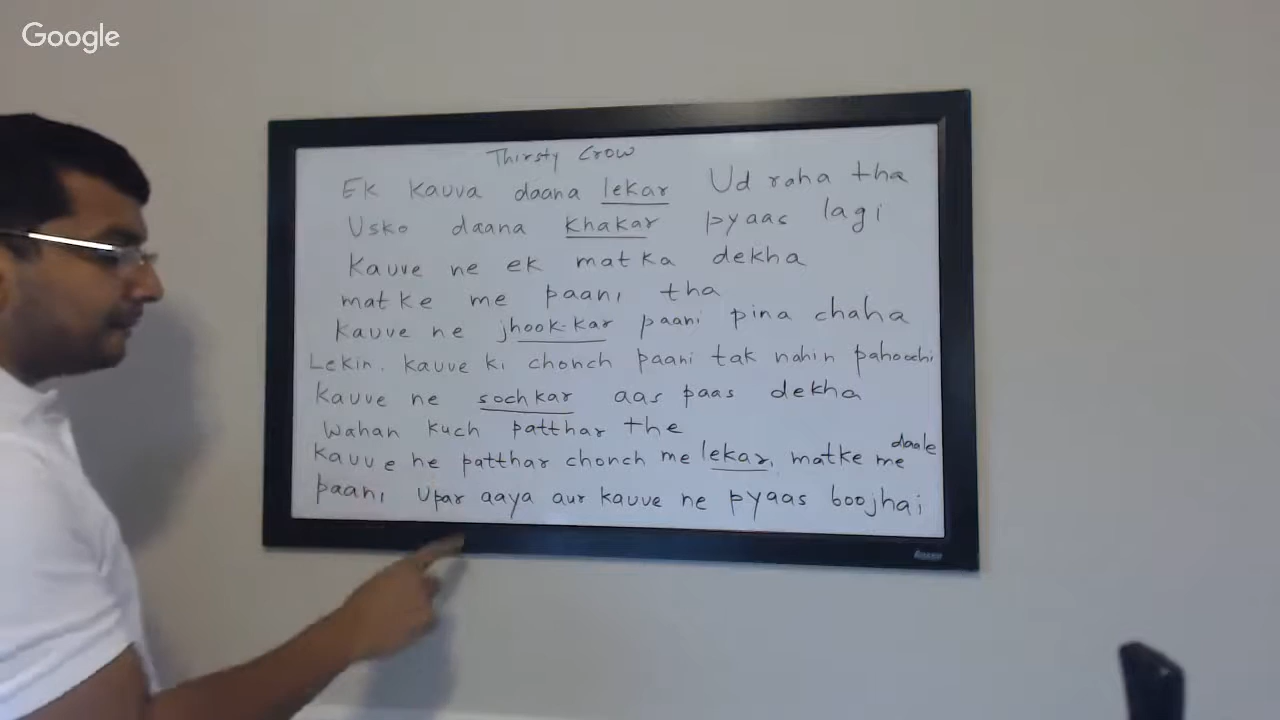 Google
Thirsty Crow
Ek kauva daana lekar Ud raha tha
Usko daana khakar pyaas lagi
Kauve ne ek matka dekha
matke me paani tha
kauve ne jhook-kar paani pina chaha
Lekin. kauve ki chonch paani tak nahin pahoochi
kauve ne sochkar aas paas dekha
Wahan kuch patthar the
kauve ne patthar chonch me lekar, matke me daale
paani upar aaya aur kauve ne pyaas boojhai